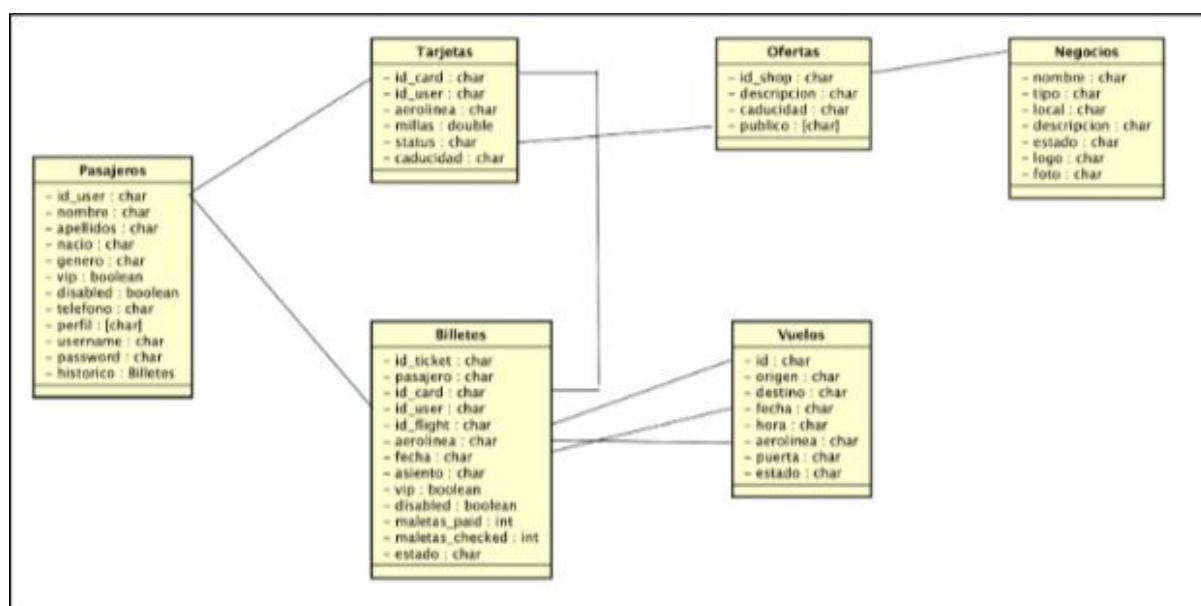 Tarjetas
- id_card : char
- id_user : char
- aerolinea : char
- millas : double
- status : char
- caducidad : char
Ofertas
- id_shop : char
- descripcion : char
- caducidad : char
- publico : [char]
Negocios
- nombre : char
- tipo : char
- local : char
- descripcion : char
- estado : char
- logo : char
- foto : char
Pasajeros
- id_user : char
- nombre : char
- apellidos : char
- nacio : char
- genero : char
- vip : boolean
- disabled : boolean
- telefono : char
- perfil : [char]
- username : char
- password : char
- historico : Billetes
Billetes
- id_ticket : char
- pasajero : char
- id_card : char
- id_user : char
- id_flight : char
- aerolinea : char
- fecha : char
- asiento : char
- vip : boolean
- disabled : boolean
- maletas_paid : int
- maletas_checked : int
- estado : char
Vuelos
- id : char
- origen : char
- destino : char
- fecha : char
- hora : char
- aerolinea : char
- puerta : char
- estado : char